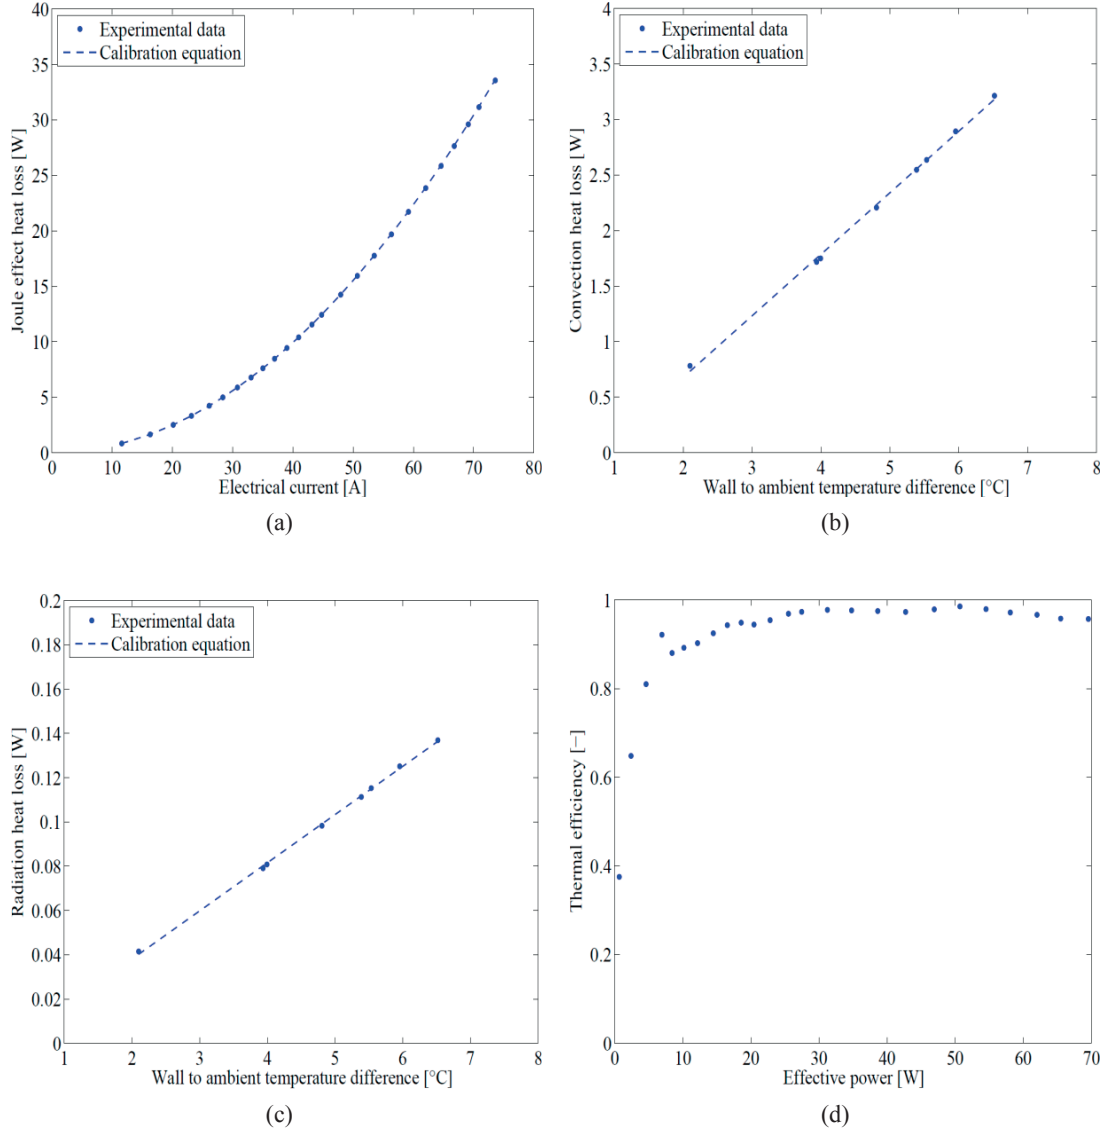 40
35
30
25
20
15
10
5
0
Joule effect heat loss [W]
Experimental data
Calibration equation
0 10 20 30 40 50 60 70 80
Electrical current [A]
(a)
4
3.5
3
2.5
2
1.5
1
0.5
0
Convection heat loss [W]
Experimental data
Calibration equation
1 2 3 4 5 6 7 8
Wall to ambient temperature difference [°C]
(b)
0.2
0.18
0.16
0.14
0.12
0.1
0.08
0.06
0.04
0.02
0
Radiation heat loss [W]
Experimental data
Calibration equation
1 2 3 4 5 6 7 8
Wall to ambient temperature difference [°C]
(c)
1
0.8
0.6
0.4
0.2
0
Thermal efficiency [−]
0 10 20 30 40 50 60 70
Effective power [W]
(d)